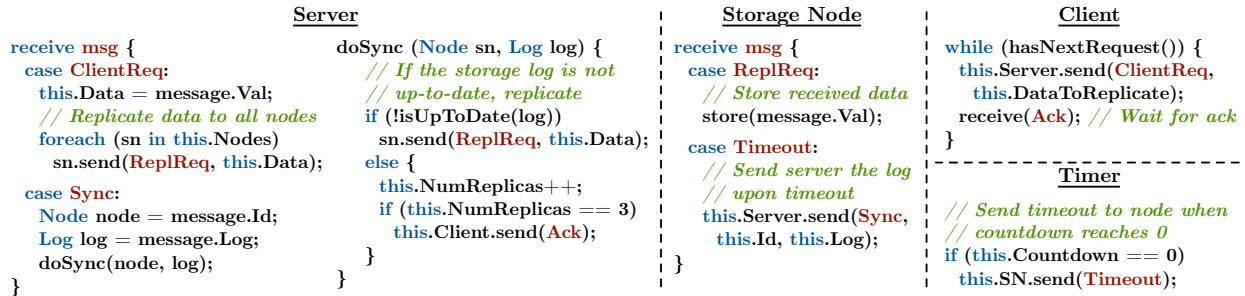 Server
receive msg {
case ClientReq:
this.Data = message.Val;
// Replicate data to all nodes
foreach (sn in this.Nodes)
sn.send(ReplReq, this.Data);
case Sync:
Node node = message.Id;
Log log = message.Log;
doSync(node, log);
}
doSync (Node sn, Log log) {
// If the storage log is not
// up-to-date, replicate
if (!isUpToDate(log))
sn.send(ReplReq, this.Data);
else {
this.NumReplicas++;
if (this.NumReplicas == 3)
this.Client.send(Ack);
}
}
Storage Node
receive msg {
case ReplReq:
// Store received data
store(message.Val);
case Timeout:
// Send server the log
// upon timeout
this.Server.send(Sync,
this.Id, this.Log);
}
Client
while (hasNextRequest()) {
this.Server.send(ClientReq,
this.DataToReplicate);
receive(Ack); // Wait for ack
}
Timer
// Send timeout to node when
// countdown reaches 0
if (this.Countdown == 0)
this.SN.send(Timeout);